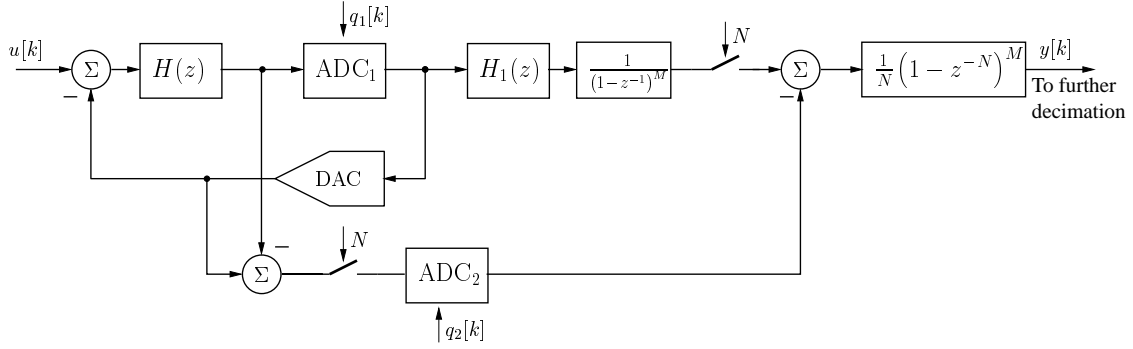 q₁[k]
u[k]
Σ
−
H(z)
ADC₁
H₁(z)
1/(1−z⁻¹)ᴹ
N
Σ
−
(1/N)(1 − z⁻ᴺ)ᴹ
y[k]
To further
decimation
DAC
−
Σ
N
ADC₂
q₂[k]